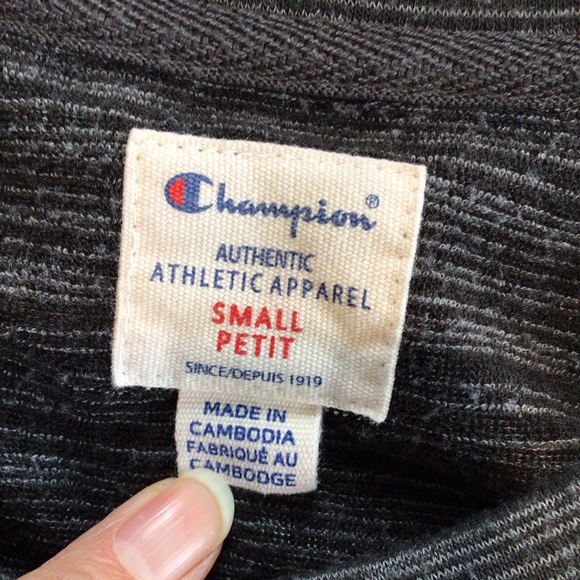 Champion®
AUTHENTIC
ATHLETIC APPAREL
SMALL
PETIT
SINCE/DEPUIS 1919
MADE IN
CAMBODIA
FABRIQUÉ AU
CAMBODGE